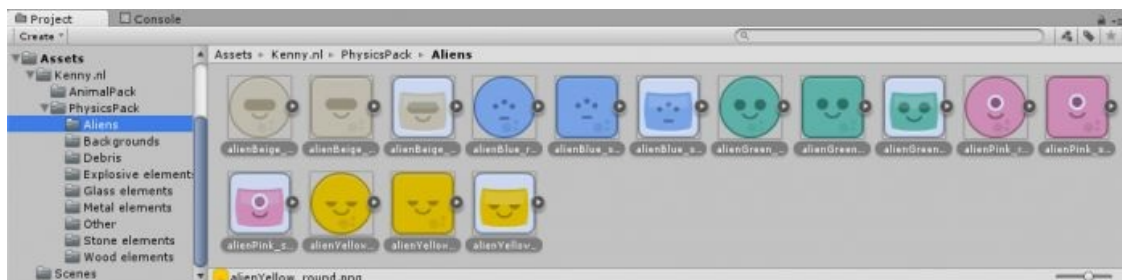 Project Console
Create
Assets
Kenny.nl
AnimalPack
PhysicsPack
Aliens
Backgrounds
Debris
Explosive element
Glass elements
Metal elements
Other
Stone elements
Wood elements
Scenes
Assets ▸ Kenny.nl ▸ PhysicsPack ▸ Aliens
alienBeige_... alienBeige_... alienBeige_... alienBlue_r... alienBlue_s... alienBlue_s... alienGreen_... alienGreen... alienGreen... alienPink_r... alienPink_s...
alienPink_s... alienYellow... alienYellow... alienYellow...
alienYellow_round.png